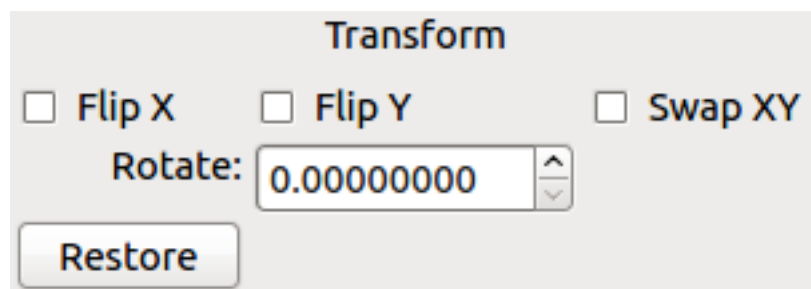 Transform
Flip X Flip Y Swap XY
Rotate: 0.00000000
Restore